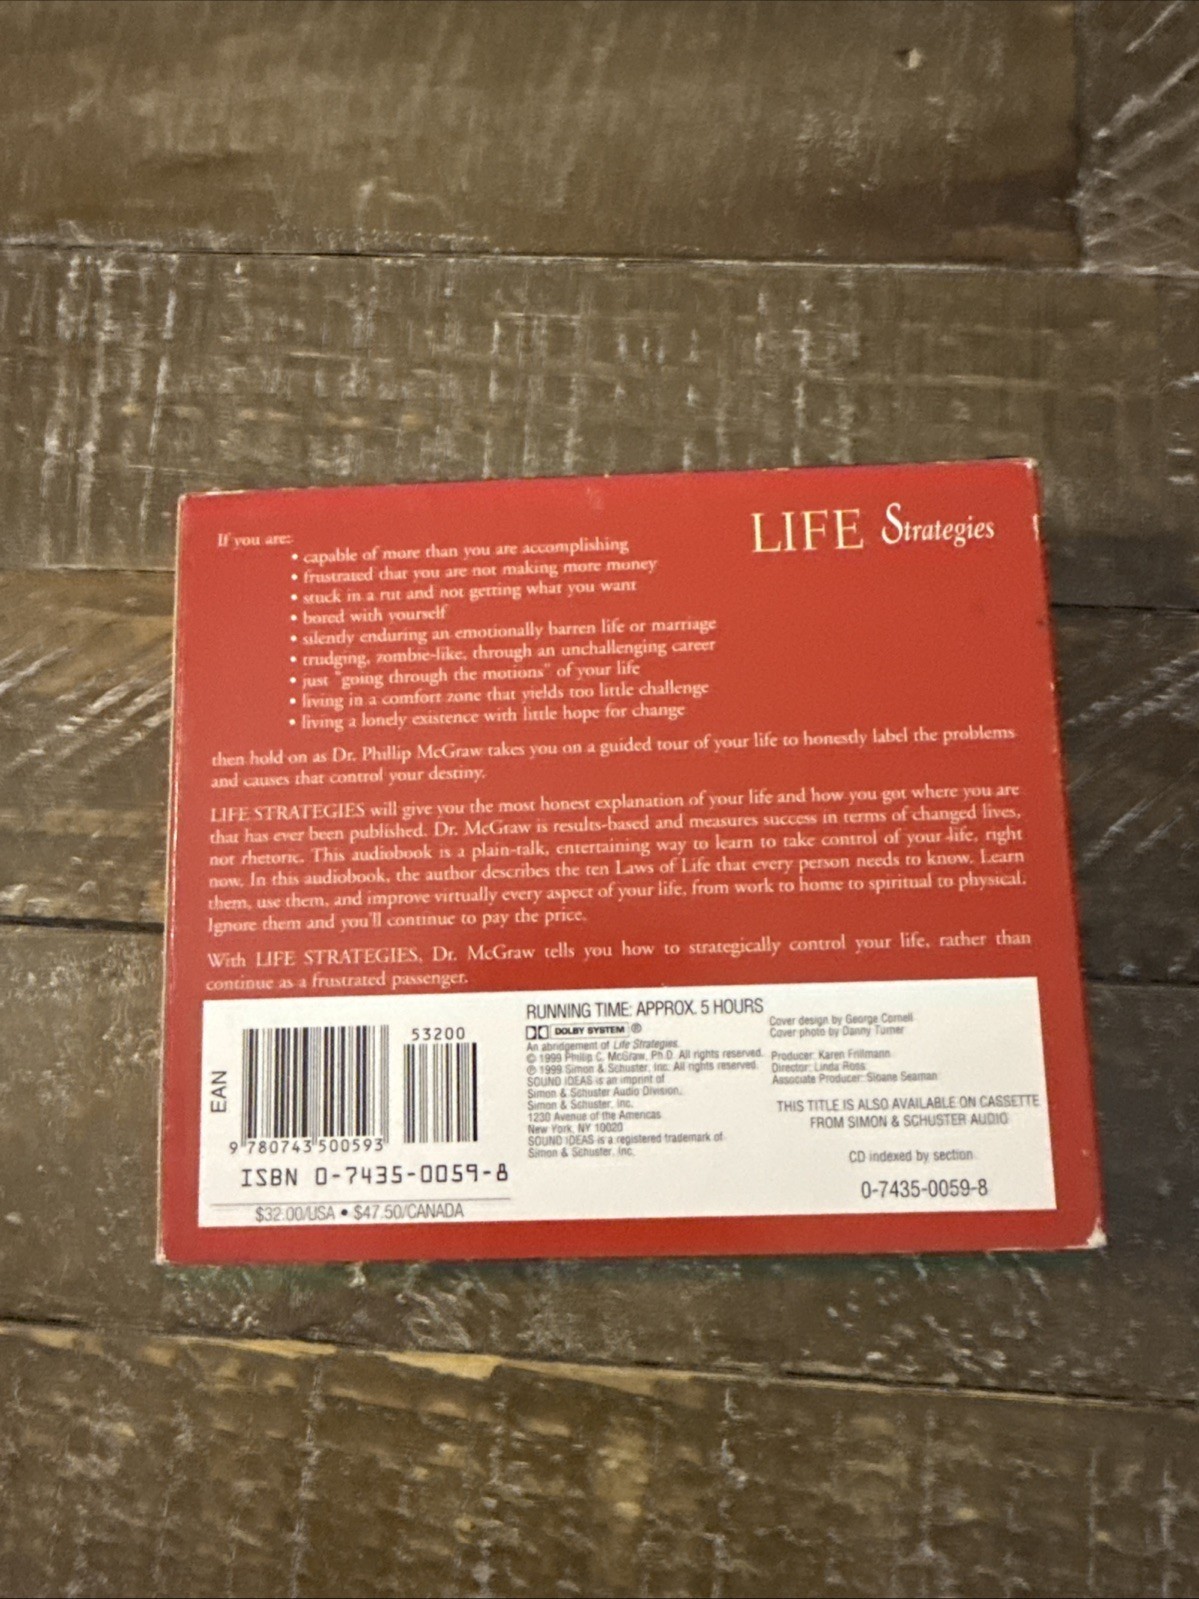 LIFE Strategies
If you are:
• capable of more than you are accomplishing
• frustrated that you are not making more money
• stuck in a rut and not getting what you want
• bored with yourself
• silently enduring an emotionally barren life or marriage
• trudging, zombie-like, through an unchallenging career
• just "going through the motions" of your life
• living in a comfort zone that yields too little challenge
• living a lonely existence with little hope for change
then hold on as Dr. Phillip McGraw takes you on a guided tour of your life to honestly label the problems
and causes that control your destiny.
LIFE STRATEGIES will give you the most honest explanation of your life and how you got where you are
that has ever been published. Dr. McGraw is results-based and measures success in terms of changed lives,
not rhetoric. This audiobook is a plain-talk, entertaining way to learn to take control of your life, right
now. In this audiobook, the author describes the ten Laws of Life that every person needs to know. Learn
them, use them, and improve virtually every aspect of your life, from work to home to spiritual to physical.
Ignore them and you'll continue to pay the price.
With LIFE STRATEGIES, Dr. McGraw tells you how to strategically control your life, rather than
continue as a frustrated passenger.
EAN
53200
9 780743 500593
ISBN 0-7435-0059-8
$32.00/USA • $47.50/CANADA
RUNNING TIME: APPROX. 5 HOURS
DOLBY SYSTEM ®
An abridgement of Life Strategies.
© 1999 Phillip C. McGraw, Ph.D. All rights reserved.
℗ 1999 Simon & Schuster, Inc. All rights reserved.
SOUND IDEAS is an imprint of
Simon & Schuster Audio Division,
Simon & Schuster, Inc.
1230 Avenue of the Americas
New York, NY 10020
SOUND IDEAS is a registered trademark of
Simon & Schuster, Inc.
Cover design by George Cornell
Cover photo by Danny Turner
Producer: Karen Frillmann
Director: Linda Ross
Associate Producer: Sloane Seaman
THIS TITLE IS ALSO AVAILABLE ON CASSETTE
FROM SIMON & SCHUSTER AUDIO
CD indexed by section
0-7435-0059-8